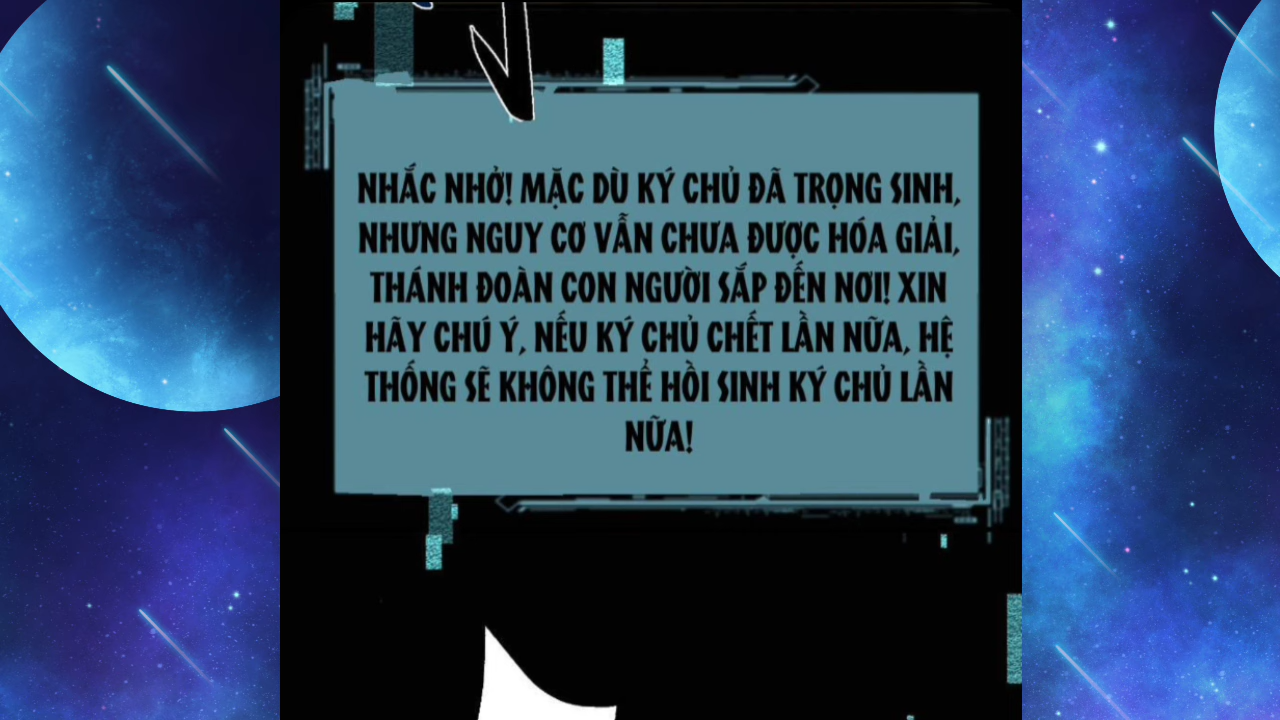 NHẮC NHỞ! MẶC DÙ KÝ CHỦ ĐÃ TRỌNG SINH,
NHƯNG NGUY CƠ VẪN CHƯA ĐƯỢC HÓA GIẢI,
THÁNH ĐOÀN CON NGƯỜI SẮP ĐẾN NƠI! XIN
HÃY CHÚ Ý, NẾU KÝ CHỦ CHẾT LẦN NỮA, HỆ
THỐNG SẼ KHÔNG THỂ HỒI SINH KÝ CHỦ LẦN
NỮA!